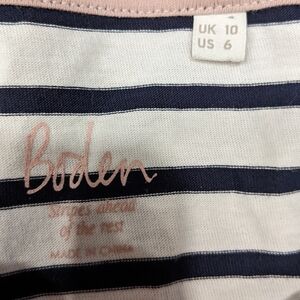 UK 10
US 6
Boden
Stripes ahead
of the rest
MADE IN CHINA